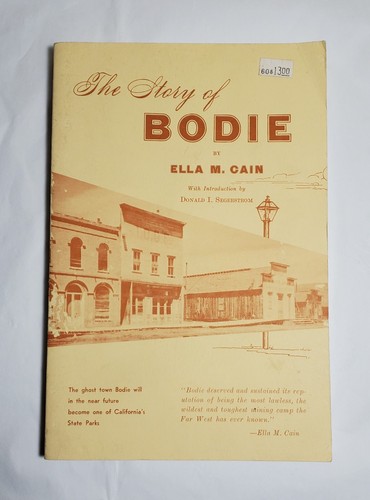 60& 1300
The Story of
BODIE
BY
ELLA M. CAIN
With Introduction by
DONALD I. SEGERSTROM
The ghost town Bodie will
in the near future
become one of California's
State Parks
"Bodie deserved and sustained its rep-
utation of being the most lawless, the
wildest and toughest mining camp the
Far West has ever known."
—Ella M. Cain